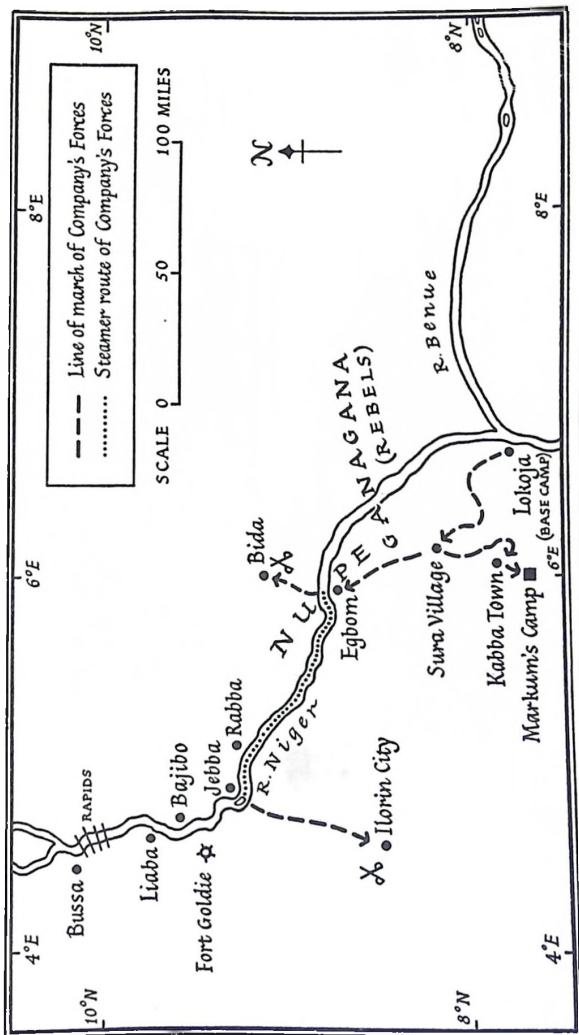 4°E
6°E
8°E
10°N
10°N
Line of march of Company's Forces
Steamer route of Company's Forces
SCALE 0 50 100 MILES
Bussa
RAPIDS
Liaba
Bajibo
Fort Goldie
Jebba
Rabba
Bida
N
R. Niger
NUPE
GANAGANA
(REBELS)
Egbom
Ilorin City
R. Benue
Sura Village
Kabba Town
Markum's Camp
Lokoja
(BASE CAMP)
8°N
8°N
4°E
6°E
8°E